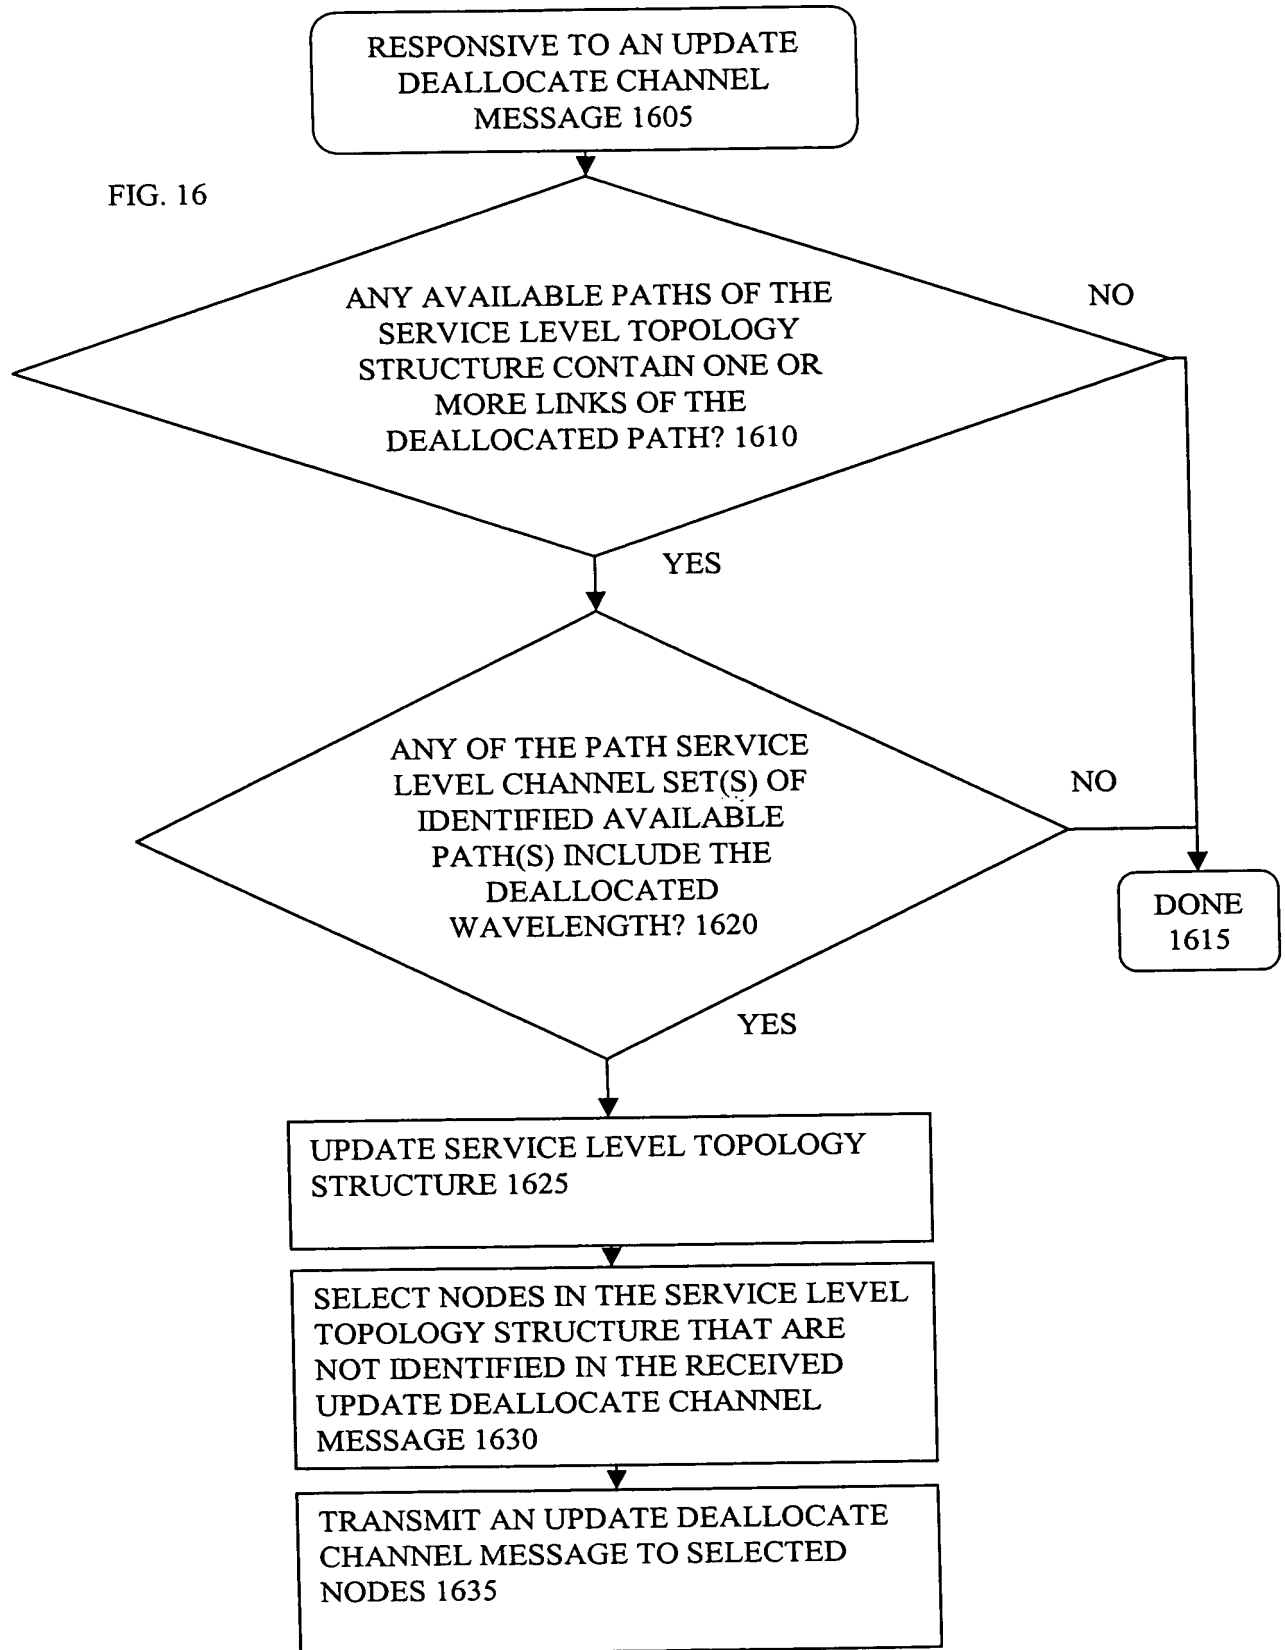 RESPONSIVE TO AN UPDATE
DEALLOCATE CHANNEL
MESSAGE 1605
FIG. 16
ANY AVAILABLE PATHS OF THE
SERVICE LEVEL TOPOLOGY
STRUCTURE CONTAIN ONE OR
MORE LINKS OF THE
DEALLOCATED PATH? 1610
NO
YES
ANY OF THE PATH SERVICE
LEVEL CHANNEL SET(S) OF
IDENTIFIED AVAILABLE
PATH(S) INCLUDE THE
DEALLOCATED
WAVELENGTH? 1620
NO
DONE
1615
YES
UPDATE SERVICE LEVEL TOPOLOGY
STRUCTURE 1625
SELECT NODES IN THE SERVICE LEVEL
TOPOLOGY STRUCTURE THAT ARE
NOT IDENTIFIED IN THE RECEIVED
UPDATE DEALLOCATE CHANNEL
MESSAGE 1630
TRANSMIT AN UPDATE DEALLOCATE
CHANNEL MESSAGE TO SELECTED
NODES 1635